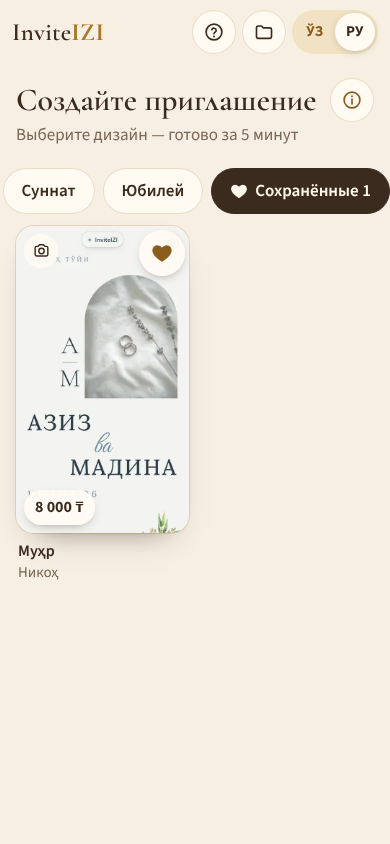 InviteIZI
ЎЗ
РУ
Создайте приглашение
Выберите дизайн — готово за 5 минут
Суннат
Юбилей
Сохранённые 1
InviteIZI
ТЎЙИ
А
М
АЗИЗ
ва
МАДИНА
8 000 ₸
Муҳр
Никоҳ